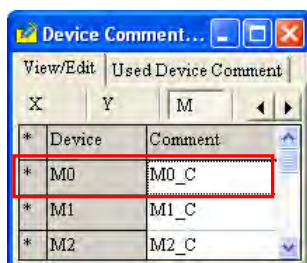 Device Comment...
View/Edit Used Device Comment
X Y M
* Device Comment
* M0 M0_C
* M1 M1_C
* M2 M2_C